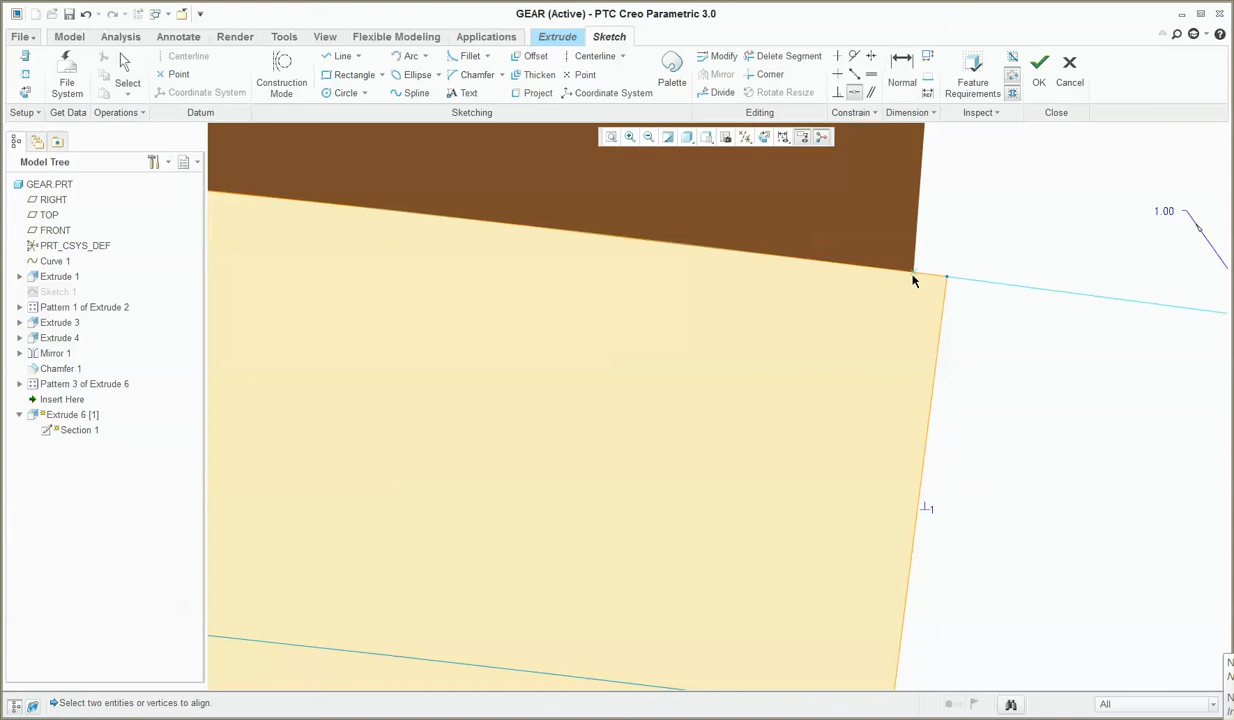 GEAR (Active) - PTC Creo Parametric 3.0
File Model Analysis Annotate Render Tools View Flexible Modeling Applications Extrude Sketch
Centerline Line Arc Fillet Offset Centerline Modify Delete Segment
Point Rectangle Ellipse Chamfer Thicken Point Mirror Corner
Coordinate System Circle Spline Text Project Coordinate System Divide Rotate Resize
File System Select Construction Mode Palette Normal Feature Requirements OK Cancel
Setup Get Data Operations Datum Sketching Editing Constrain Dimension Inspect Close
Model Tree
GEAR.PRT
RIGHT
TOP
FRONT
PRT_CSYS_DEF
Curve 1
Extrude 1
Sketch 1
Pattern 1 of Extrude 2
Extrude 3
Extrude 4
Mirror 1
Chamfer 1
Pattern 3 of Extrude 6
Insert Here
Extrude 6 [1]
Section 1
1.00
⊥1
Select two entities or vertices to align.
All